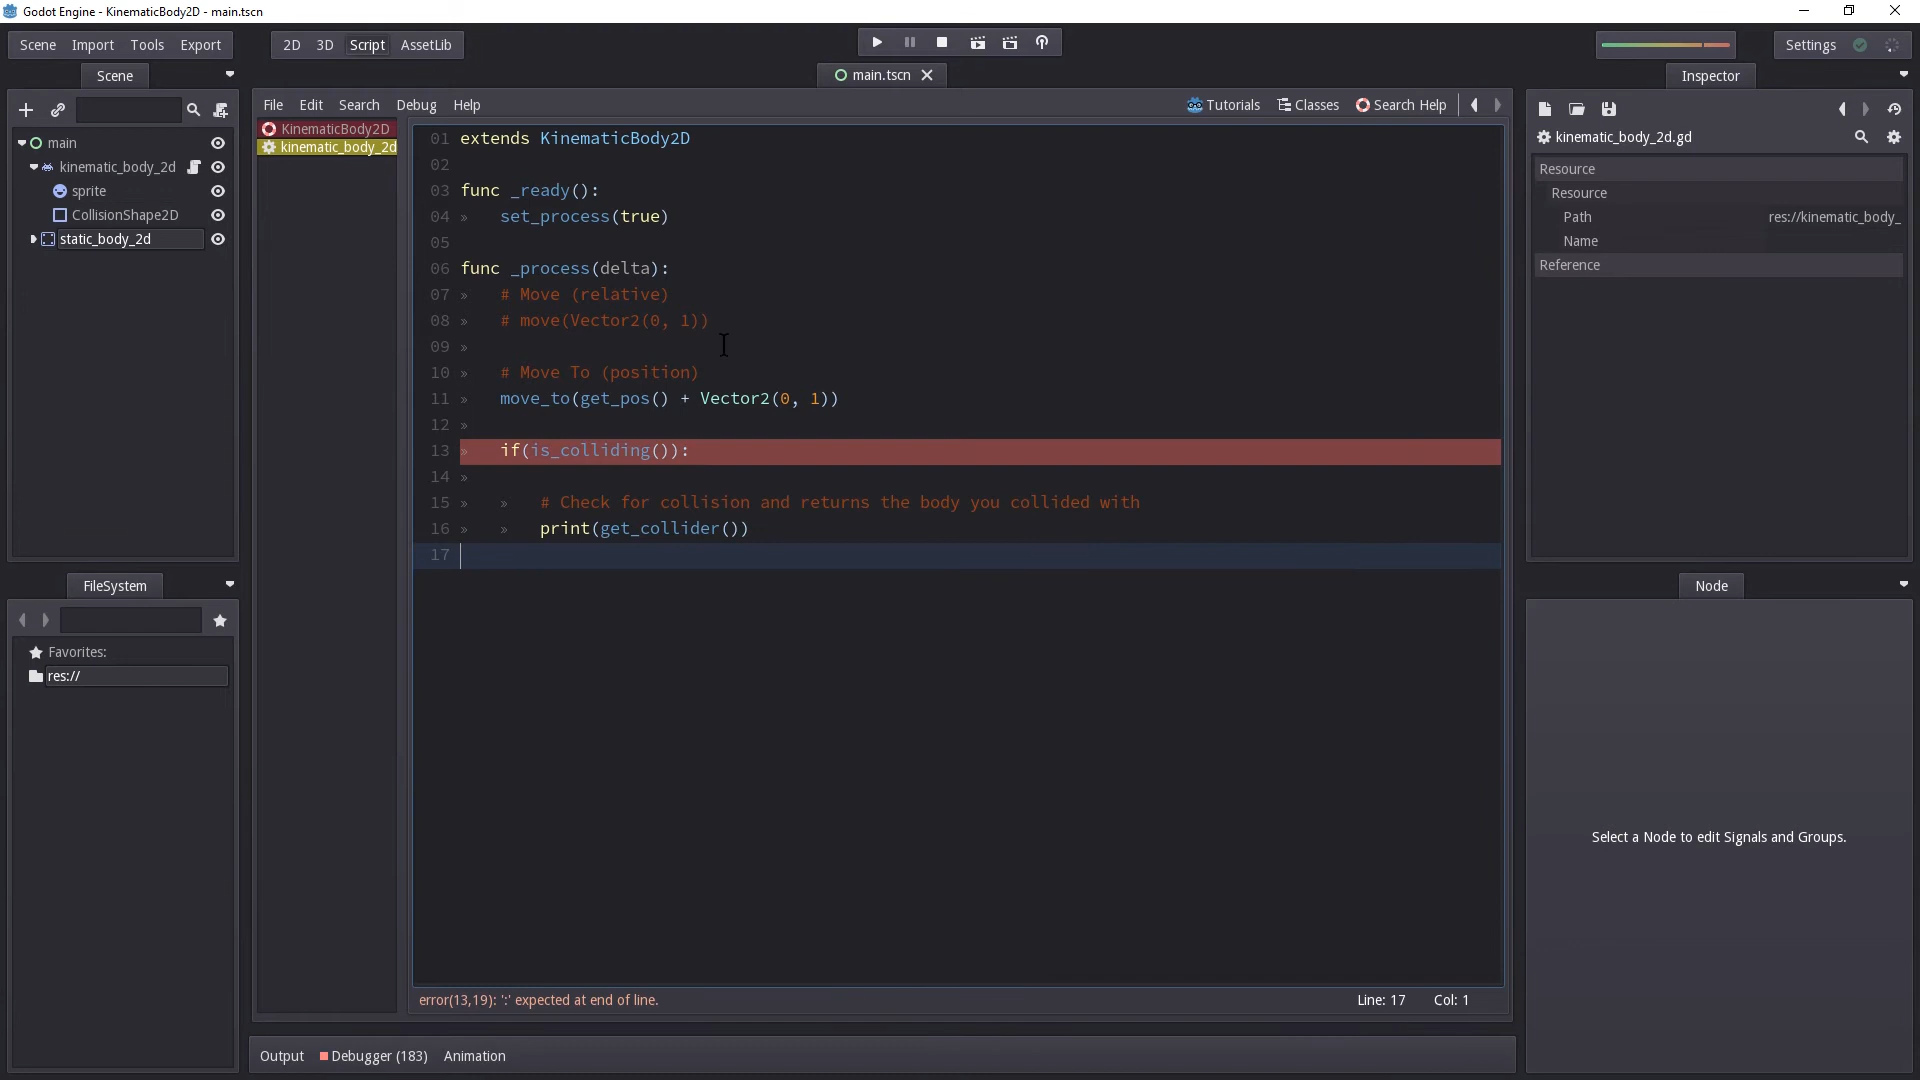 Godot Engine - KinematicBody2D - main.tscn
Scene Import Tools Export
2D 3D Script AssetLib
Settings
Scene
main.tscn
Inspector
File Edit Search Debug Help
Tutorials Classes Search Help
main
kinematic_body_2d
sprite
CollisionShape2D
static_body_2d
KinematicBody2D
kinematic_body_2d
01 extends KinematicBody2D
02
03 func _ready():
04 » set_process(true)
05
06 func _process(delta):
07 » # Move (relative)
08 » # move(Vector2(0, 1))
09 »
10 » # Move To (position)
11 » move_to(get_pos() + Vector2(0, 1))
12 »
13 » if(is_colliding()):
14 »
15 » » # Check for collision and returns the body you collided with
16 » » print(get_collider())
17
error(13,19): ':' expected at end of line.
Line: 17 Col: 1
kinematic_body_2d.gd
Resource
Resource
Path res://kinematic_body_
Name
Reference
FileSystem
Favorites:
res://
Node
Select a Node to edit Signals and Groups.
Output Debugger (183) Animation